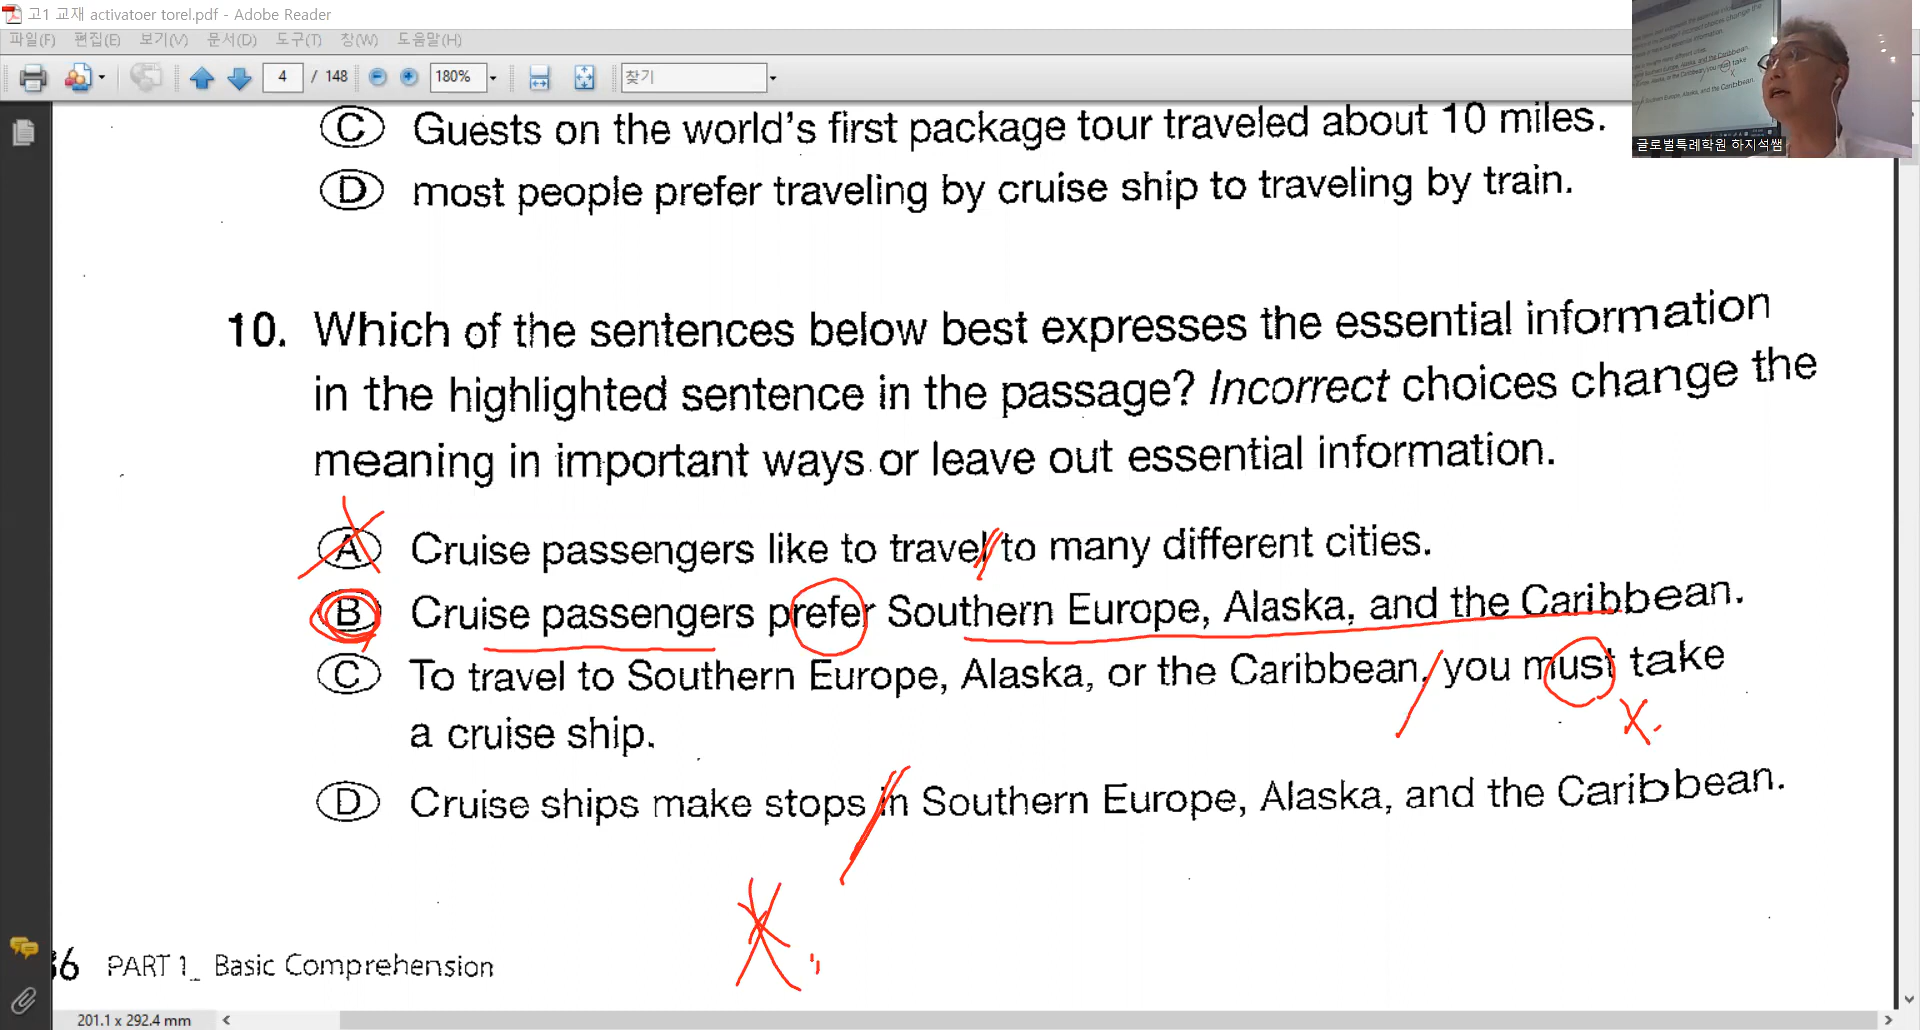 고1 교재 activatoer torel.pdf - Adobe Reader
파일(F) 편집(E) 보기(V) 문서(D) 도구(T) 창(W) 도움말(H)
4 / 148 180% 찾기
글로벌특례학원 하지석쌤
C Guests on the world's first package tour traveled about 10 miles.
D most people prefer traveling by cruise ship to traveling by train.
10. Which of the sentences below best expresses the essential information
in the highlighted sentence in the passage? Incorrect choices change the
meaning in important ways or leave out essential information.
A Cruise passengers like to travel to many different cities.
B Cruise passengers prefer Southern Europe, Alaska, and the Caribbean.
C To travel to Southern Europe, Alaska, or the Caribbean, you must take
a cruise ship.
D Cruise ships make stops in Southern Europe, Alaska, and the Caribbean.
36 PART 1_ Basic Comprehension
201.1 x 292.4 mm